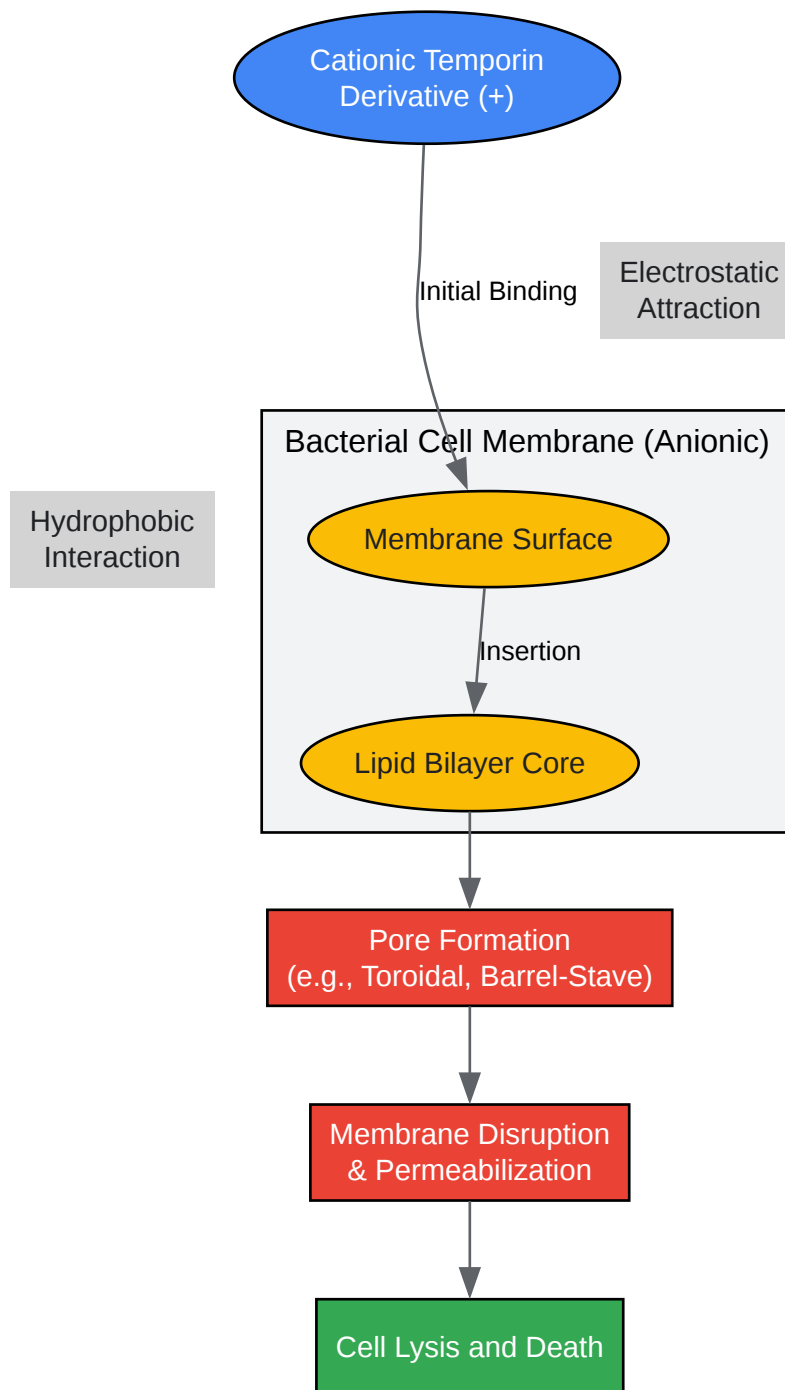 Cationic Temporin
Derivative (+)
Initial Binding
Electrostatic
Attraction
Bacterial Cell Membrane (Anionic)
Hydrophobic
Interaction
Membrane Surface
Insertion
Lipid Bilayer Core
Pore Formation
(e.g., Toroidal, Barrel-Stave)
Membrane Disruption
& Permeabilization
Cell Lysis and Death